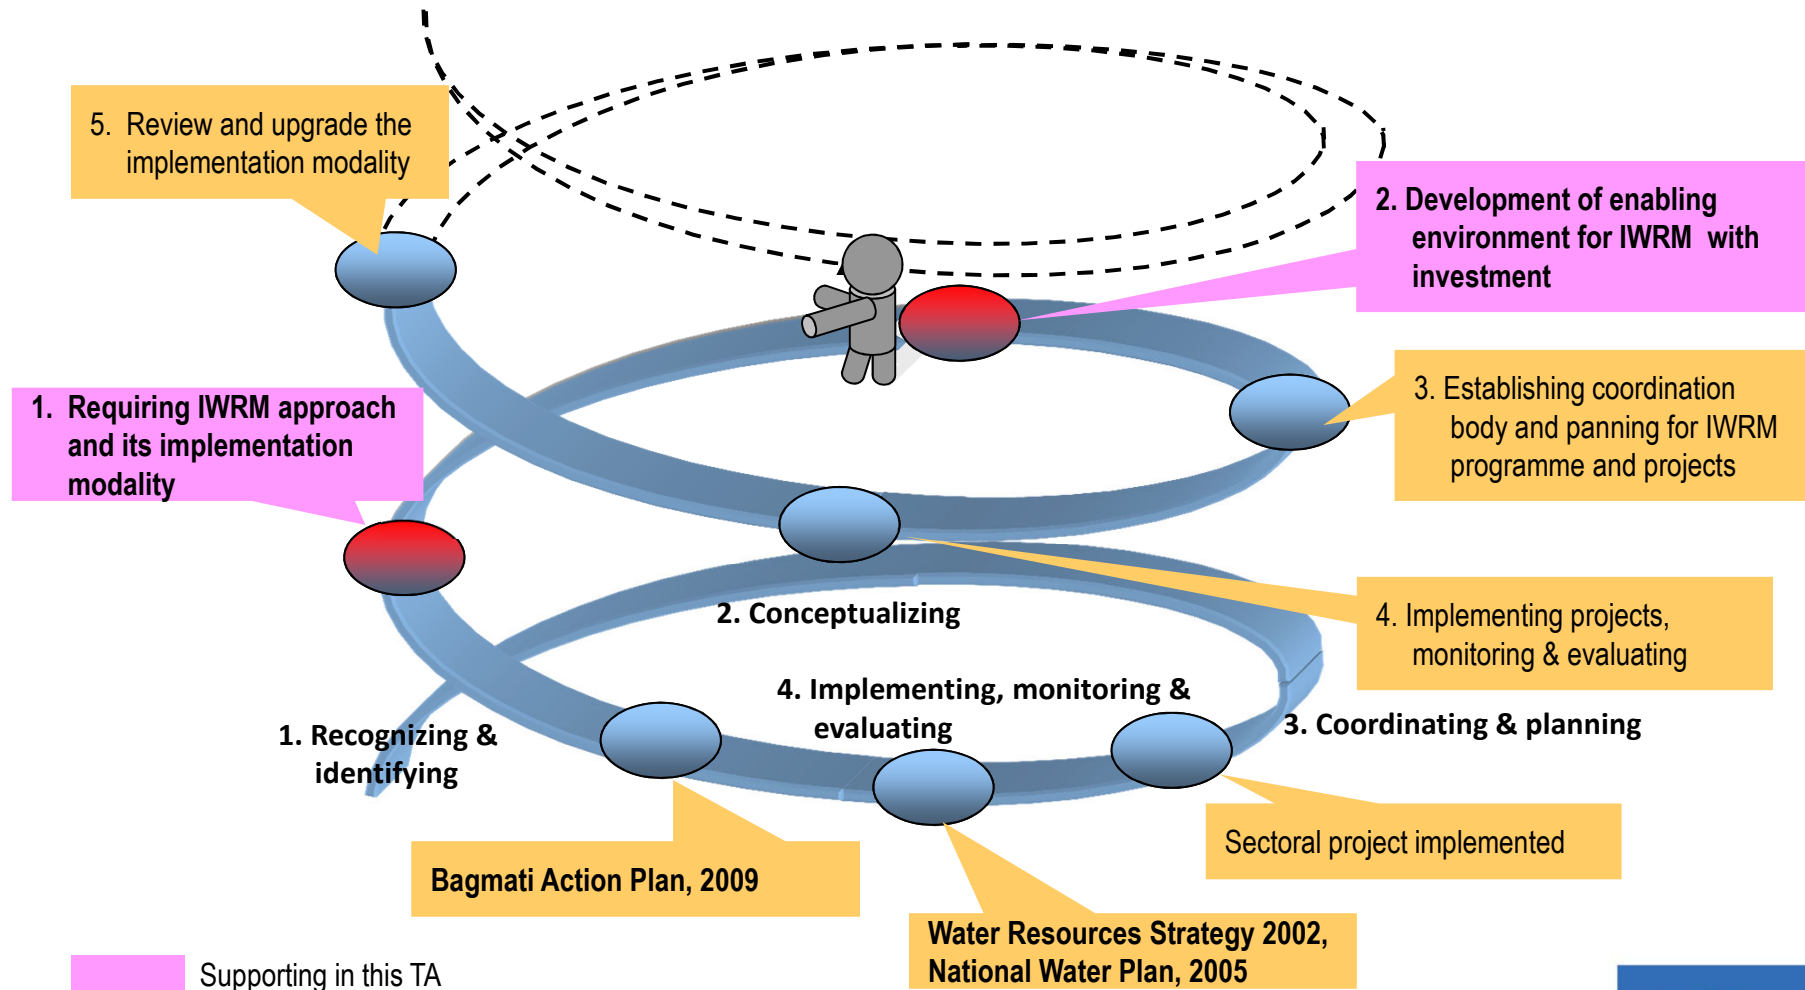 5. Review and upgrade the
implementation modality
2. Development of enabling
environment for IWRM with
investment
1. Requiring IWRM approach
and its implementation
modality
3. Establishing coordination
body and panning for IWRM
programme and projects
2. Conceptualizing
4. Implementing projects,
monitoring & evaluating
4. Implementing, monitoring &
evaluating
1. Recognizing &
identifying
3. Coordinating & planning
Sectoral project implemented
Bagmati Action Plan, 2009
Water Resources Strategy 2002,
National Water Plan, 2005
Supporting in this TA